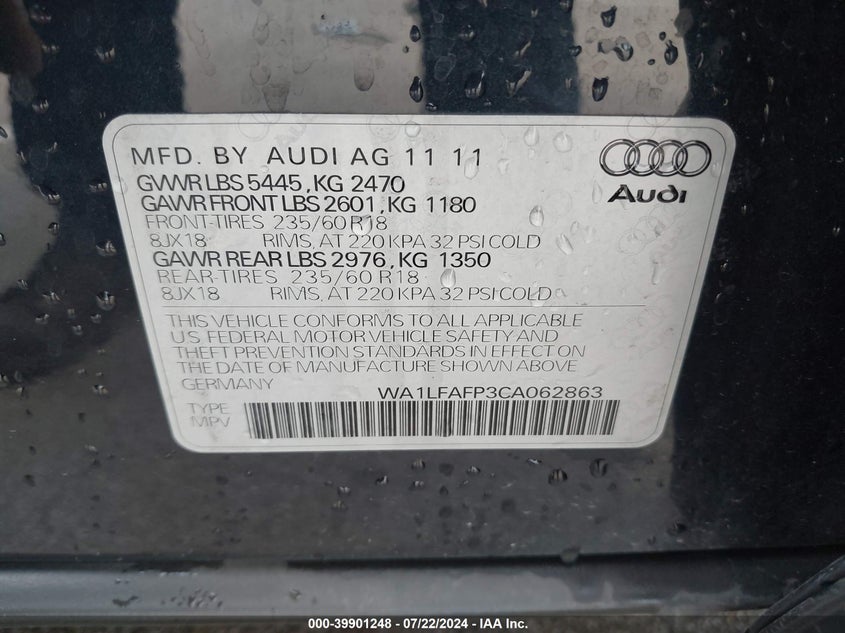 MFD. BY AUDI AG 11 11
GVWR LBS 5445, KG 2470
GAWR FRONT LBS 2601, KG 1180
FRONT-TIRES 235/60 R18
8JX18 RIMS, AT 220 KPA 32 PSI COLD
GAWR REAR LBS 2976, KG 1350
REAR-TIRES 235/60 R18
8JX18 RIMS, AT 220 KPA 32 PSI COLD
Audi
THIS VEHICLE CONFORMS TO ALL APPLICABLE
U.S. FEDERAL MOTOR VEHICLE SAFETY AND
THEFT PREVENTION STANDARDS IN EFFECT ON
THE DATE OF MANUFACTURE SHOWN ABOVE
GERMANY WA1LFAFP3CA062863
TYPE
MPV
000-39901248 - 07/22/2024 - IAA Inc.